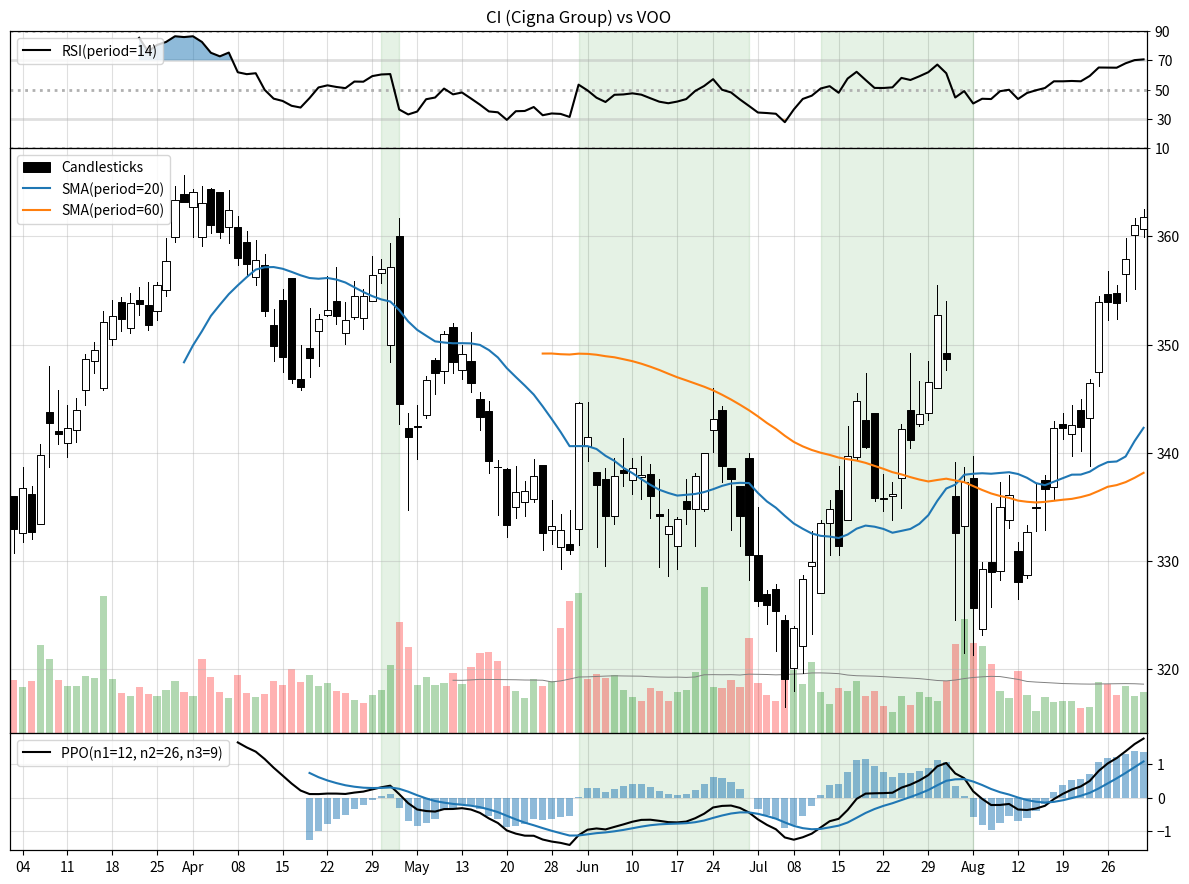 CI (Cigna Group) vs VOO
RSI(period=14)
90
70
50
30
10
Candlesticks
SMA(period=20)
SMA(period=60)
360
350
340
330
320
PPO(n1=12, n2=26, n3=9)
1
0
−1
04 11 18 25 Apr 08 15 22 29 May 13 20 28 Jun 10 17 24 Jul 08 15 22 29 Aug 12 19 26